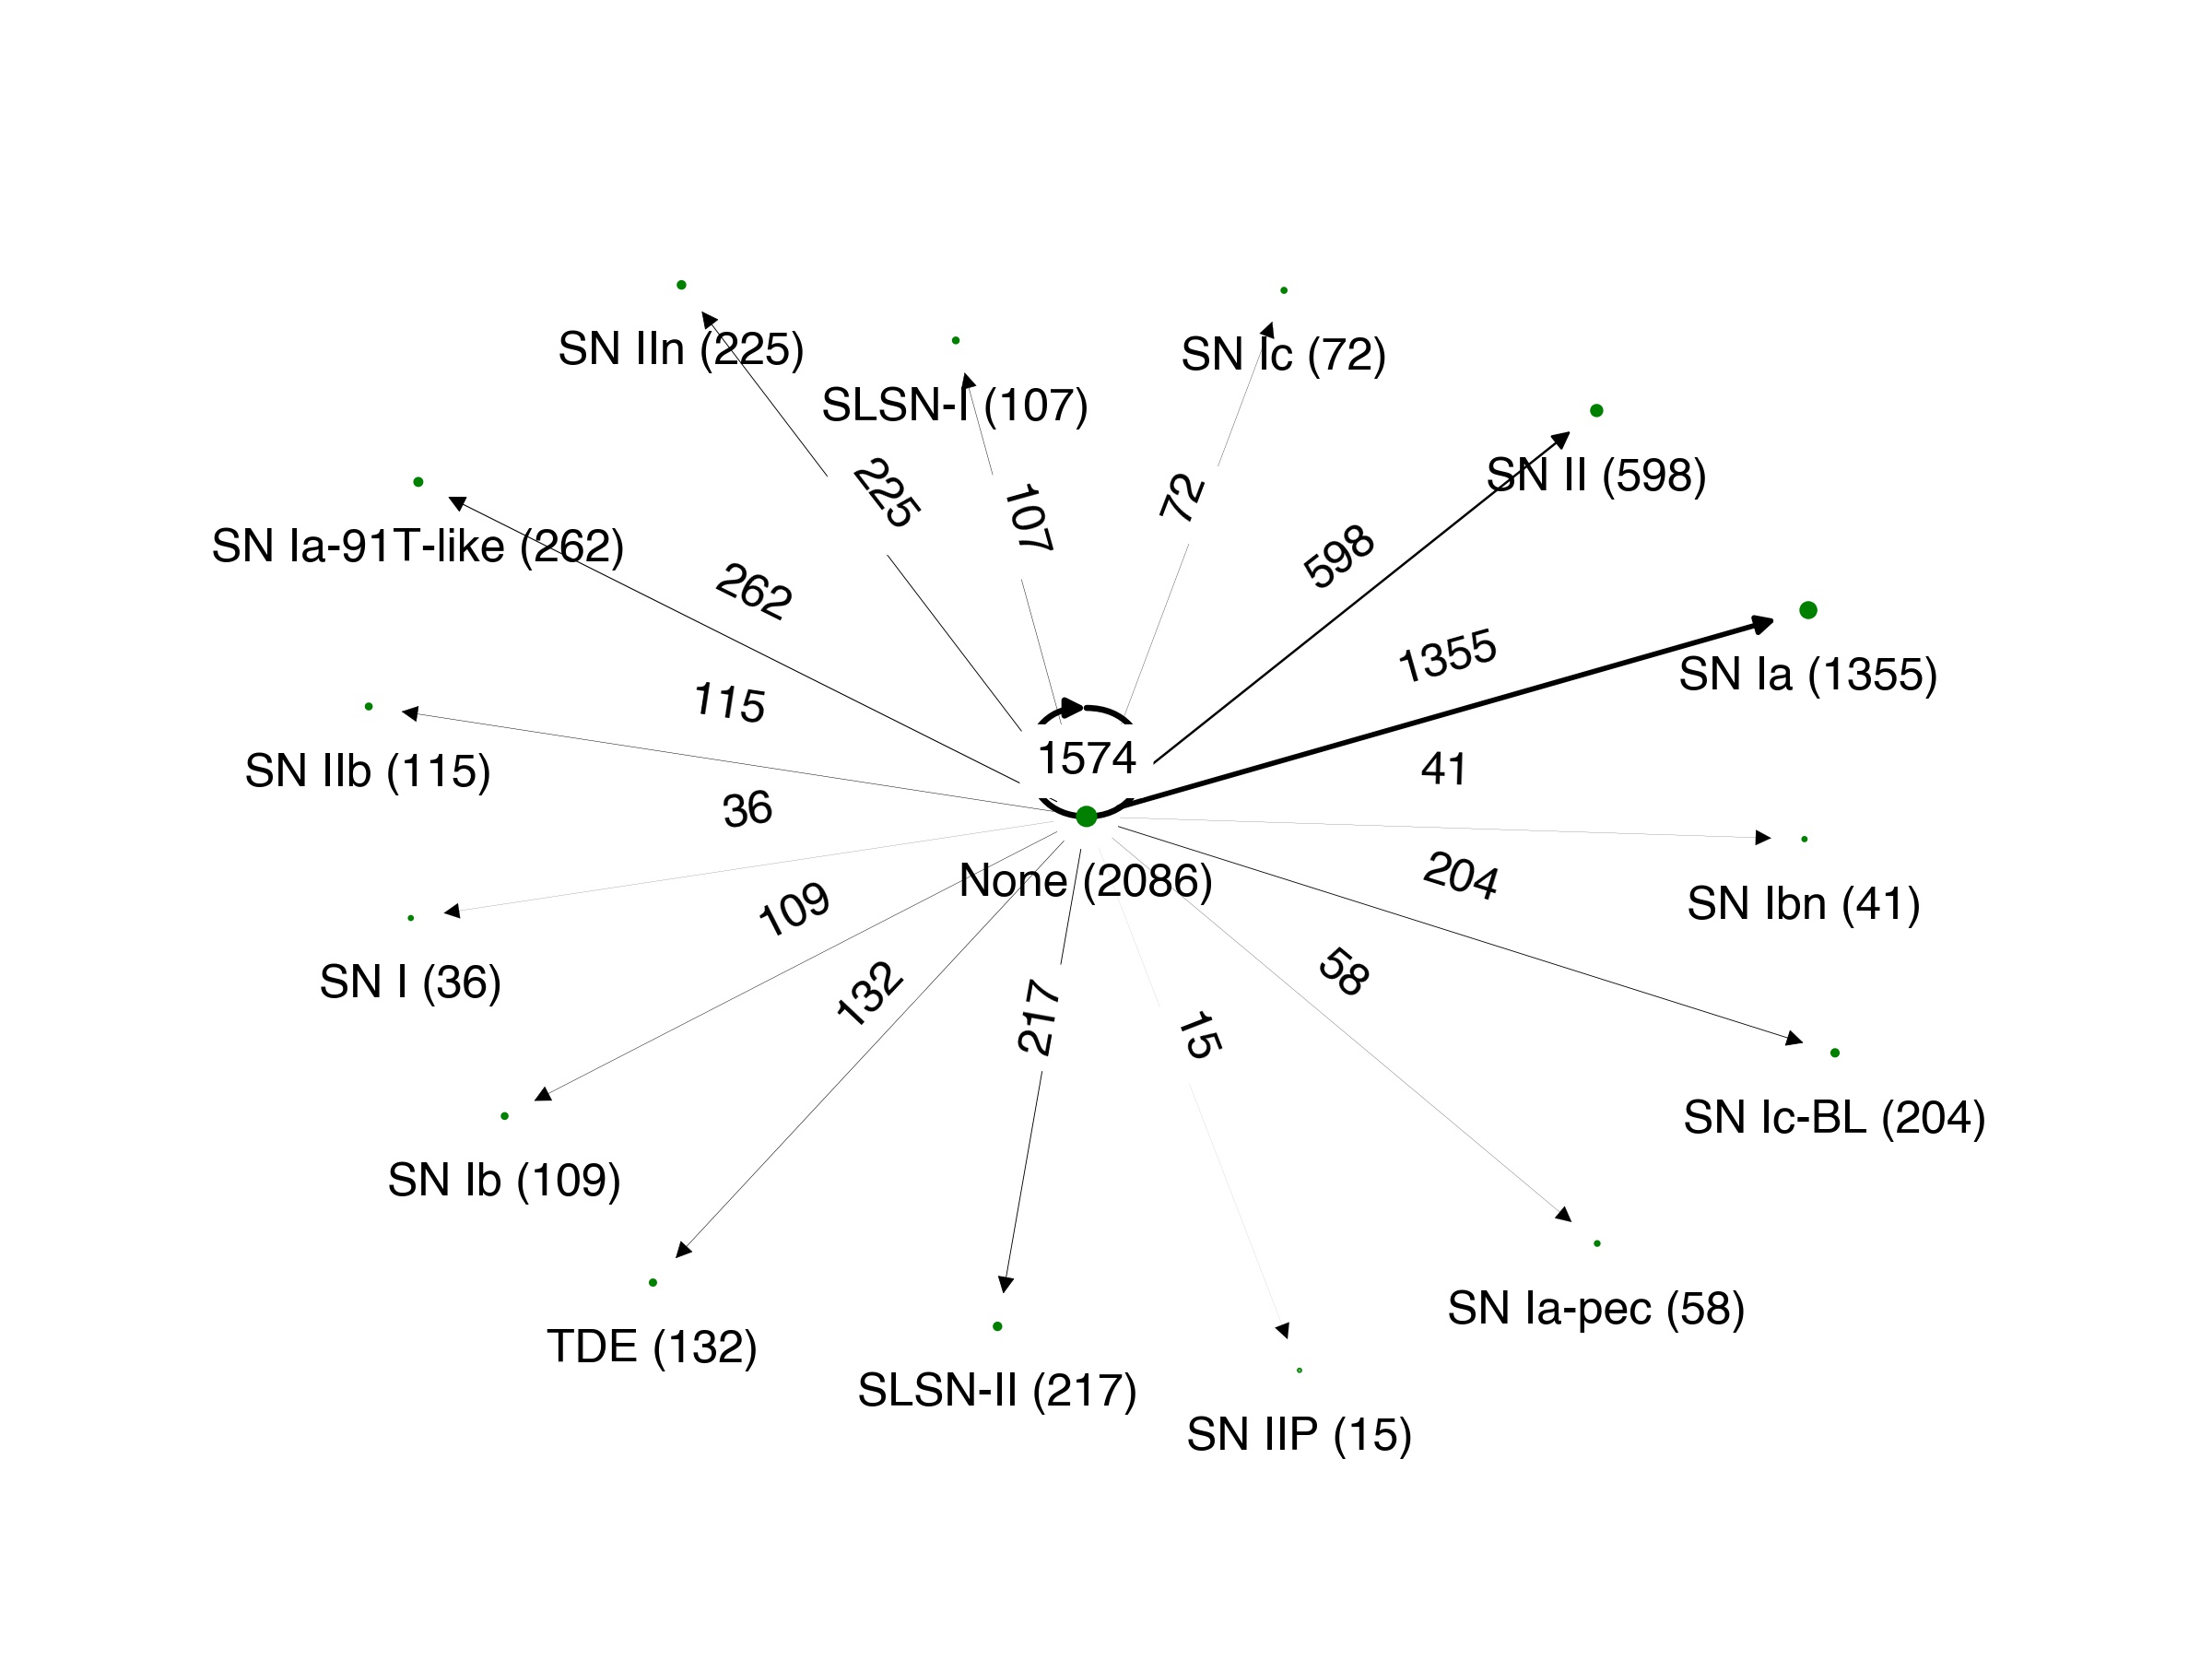 SN IIn (225)
SN Ic (72)
SLSN-I (107)
SN II (598)
225
107
72
SN Ia-91T-like (262)
598
262
1355
SN Ia (1355)
115
SN IIb (115)
1574
41
36
None (2086)
204
SN Ibn (41)
109
SN I (36)
132
217
15
58
SN Ic-BL (204)
SN Ib (109)
SN Ia-pec (58)
TDE (132)
SLSN-II (217)
SN IIP (15)